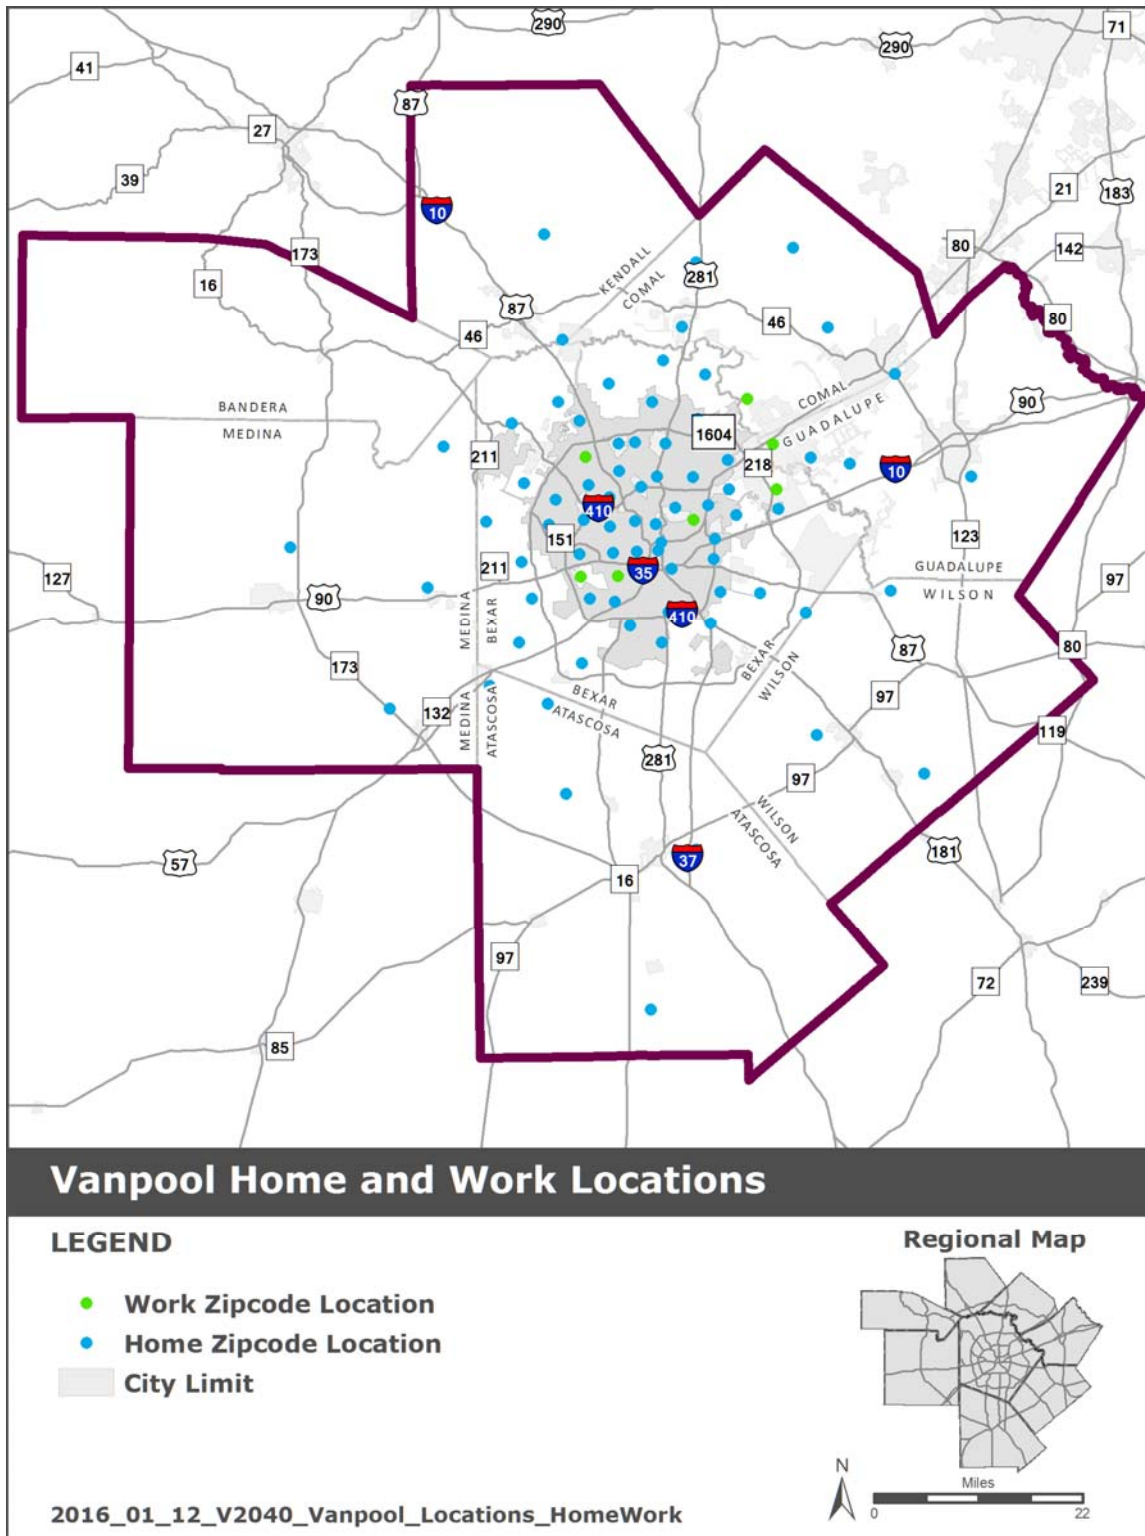 290
71
290
41
87
27
39
21
183
10
80
142
173
16
281
KENDALL
COMAL
87
80
46
46
COMAL
GUADALUPE
90
BANDERA
MEDINA
1604
211
218
10
410
151
123
GUADALUPE
WILSON
127
211
35
97
90
MEDINA
BEXAR
410
87
80
173
BEXAR
WILSON
97
BEXAR
ATASCOSA
132
MEDINA
ATASCOSA
119
281
97
WILSON
ATASCOSA
57
181
37
16
97
72
239
85
Vanpool Home and Work Locations
LEGEND
Work Zipcode Location
Home Zipcode Location
City Limit
Regional Map
N
Miles
0 22
2016_01_12_V2040_Vanpool_Locations_HomeWork